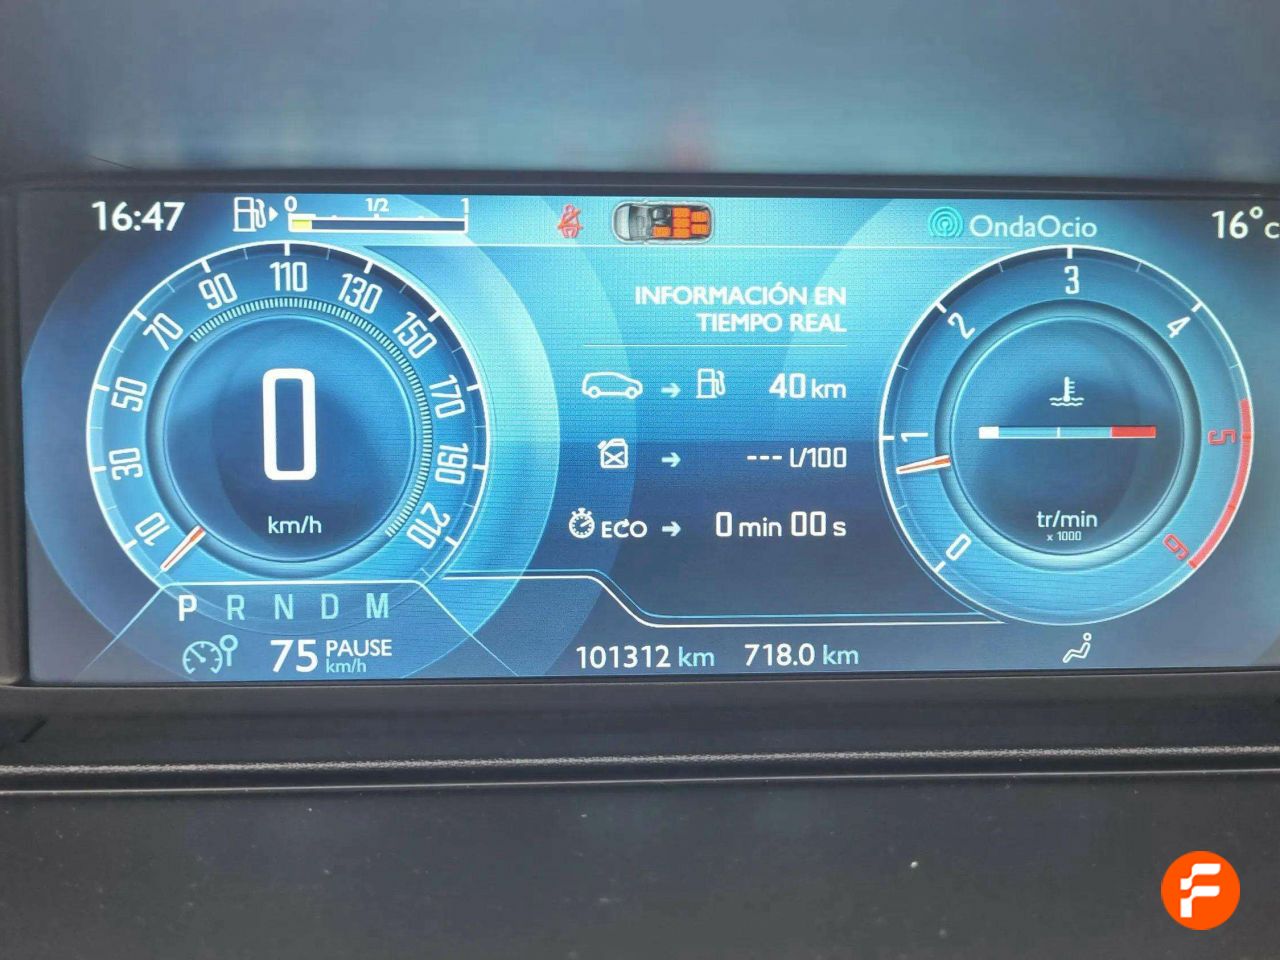 16:47
0 1/2 1
OndaOcio
16°C
10 30 50 70 90 110 130 150 170 190 210
0
km/h
INFORMACIÓN EN
TIEMPO REAL
40 km
--- l/100
ECO 0 min 00 s
0 1 2 3 4 5 6
tr/min
x 1000
P R N D M
75 PAUSE
km/h
101312 km 718.0 km
F